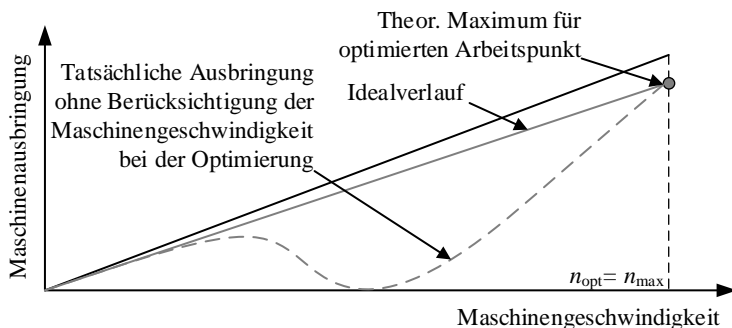 Theor. Maximum für
optimierten Arbeitspunkt
Tatsächliche Ausbringung
ohne Berücksichtigung der
Maschinengeschwindigkeit
bei der Optimierung
Idealverlauf
Maschinenausbringung
nopt= nmax
Maschinengeschwindigkeit